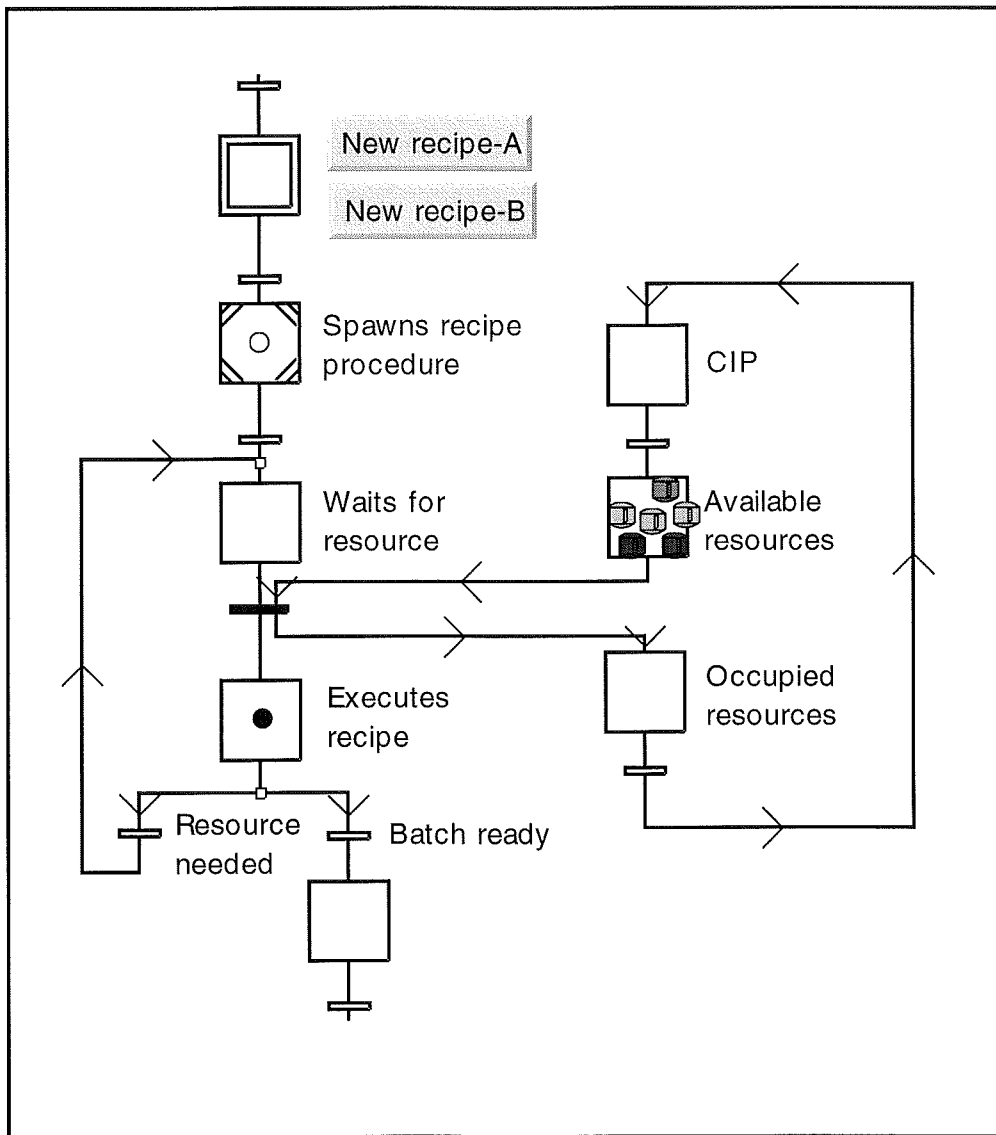 New recipe-A
New recipe-B
Spawns recipe
procedure
CIP
Waits for
resource
Available
resources
Executes
recipe
Occupied
resources
Resource
needed
Batch ready